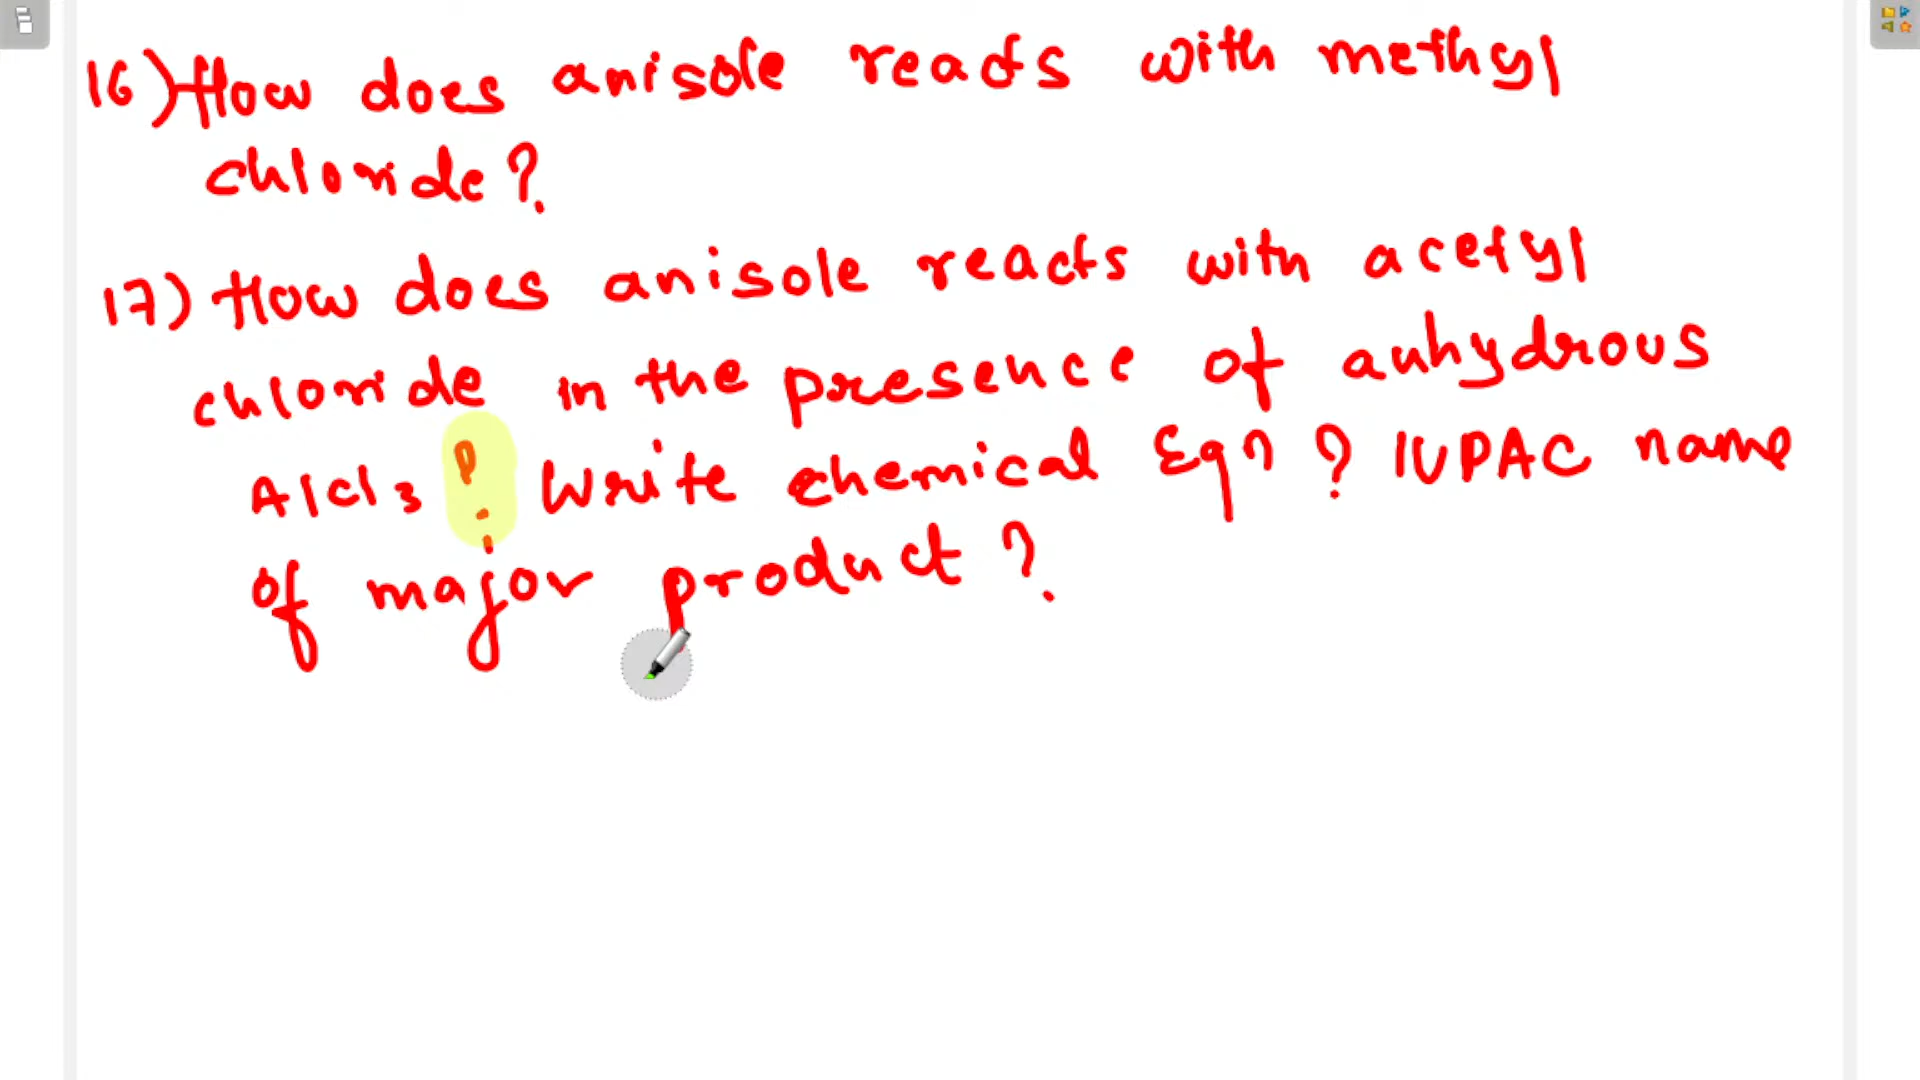 16) How does anisole reacts with methyl
chloride?
17) How does anisole reacts with acetyl
chloride in the presence of anhydrous
AlCl3 ? Write chemical Eqn ? IUPAC name
of major product ?